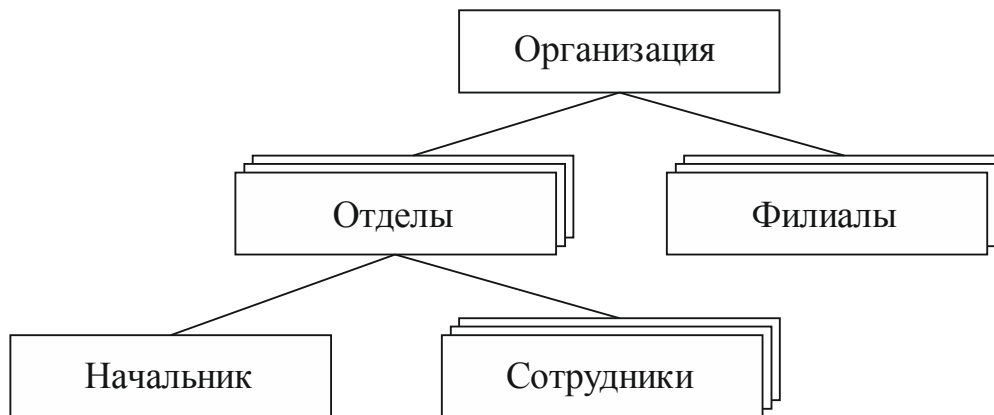 Организация
Отделы
Филиалы
Начальник
Сотрудники